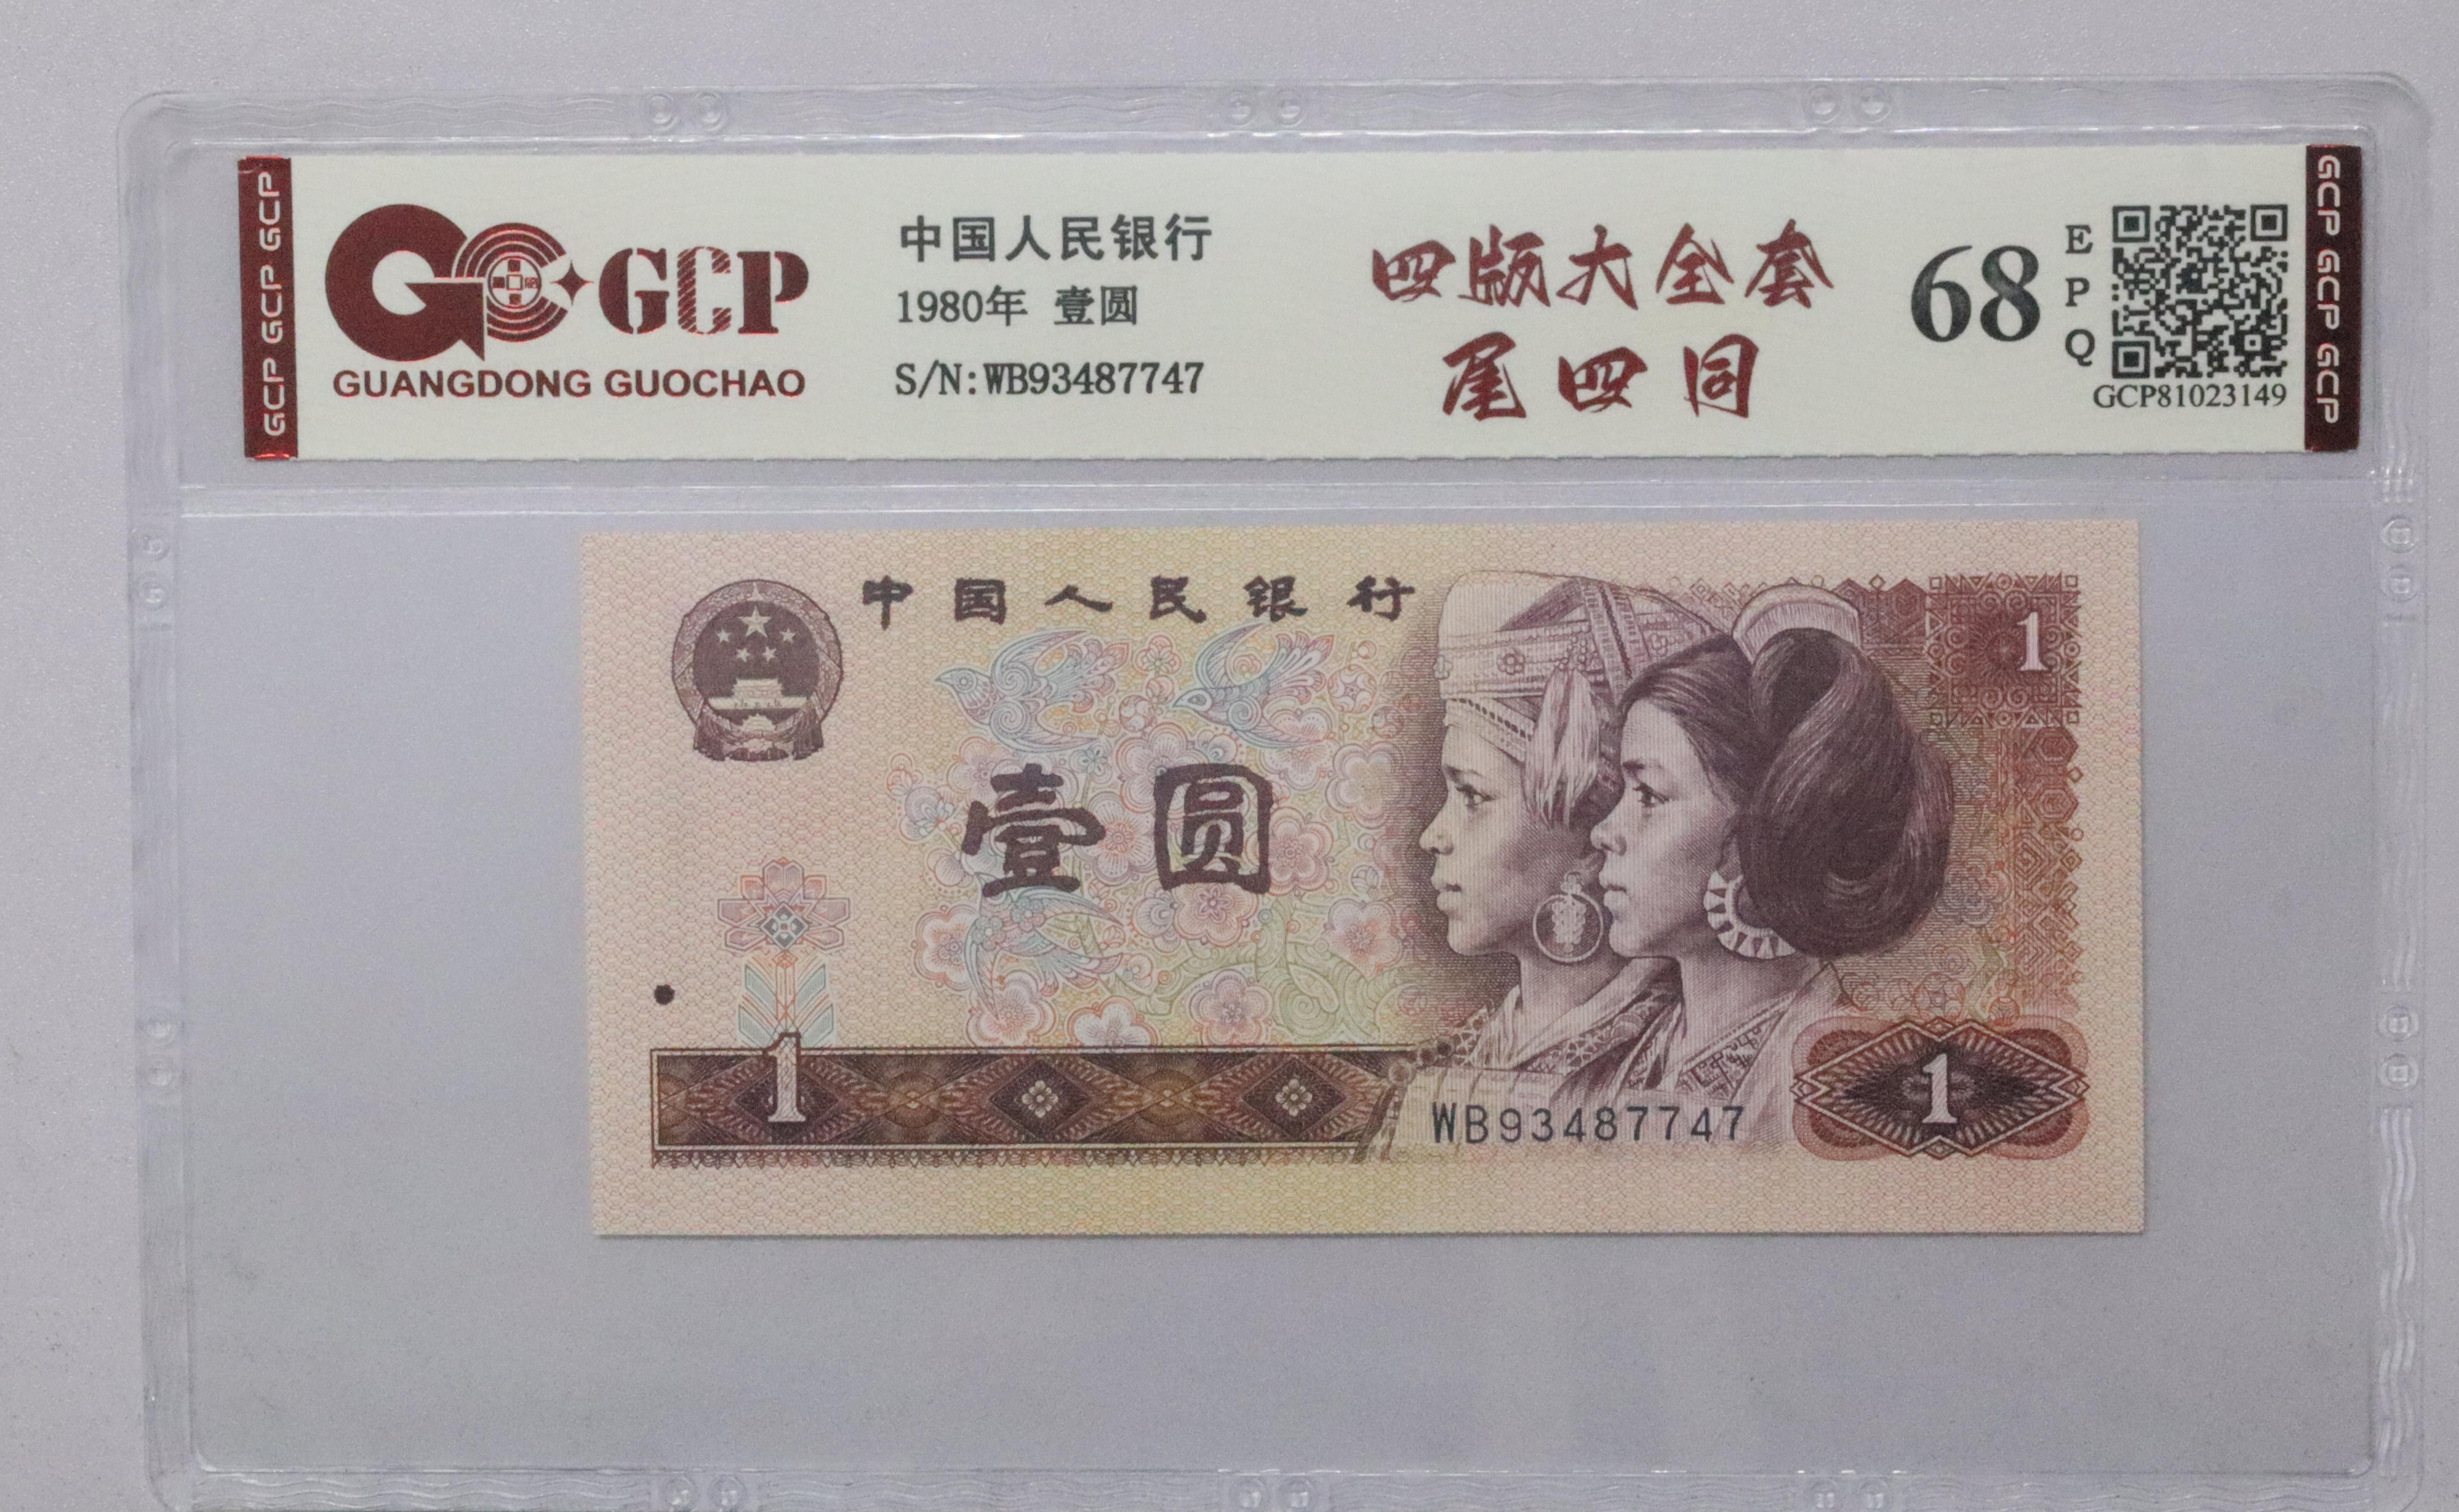 GCP GCP GCP
GCP
GUANGDONG GUOCHAO
中国人民银行
1980年 壹圆
S/N:WB93487747
四版大全套
尾四同
68
EPQ
GCP81023149
GCP GCP GCP
中国人民银行
1
壹圆
1
WB93487747
1